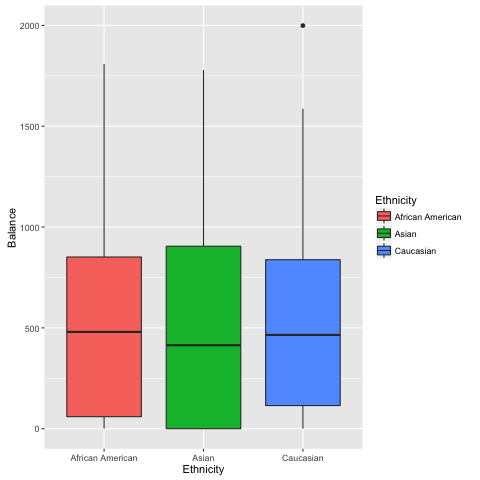 2000
1500
1000
500
0
Balance
African American
Asian
Caucasian
Ethnicity
Ethnicity
African American
Asian
Caucasian